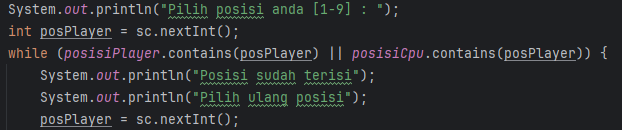 System.out.println("Pilih posisi anda [1-9] : ");
int posPlayer = sc.nextInt();
while (posisiPlayer.contains(posPlayer) || posisiCpu.contains(posPlayer)) {
    System.out.println("Posisi sudah terisi");
    System.out.println("Pilih ulang posisi");
    posPlayer = sc.nextInt();